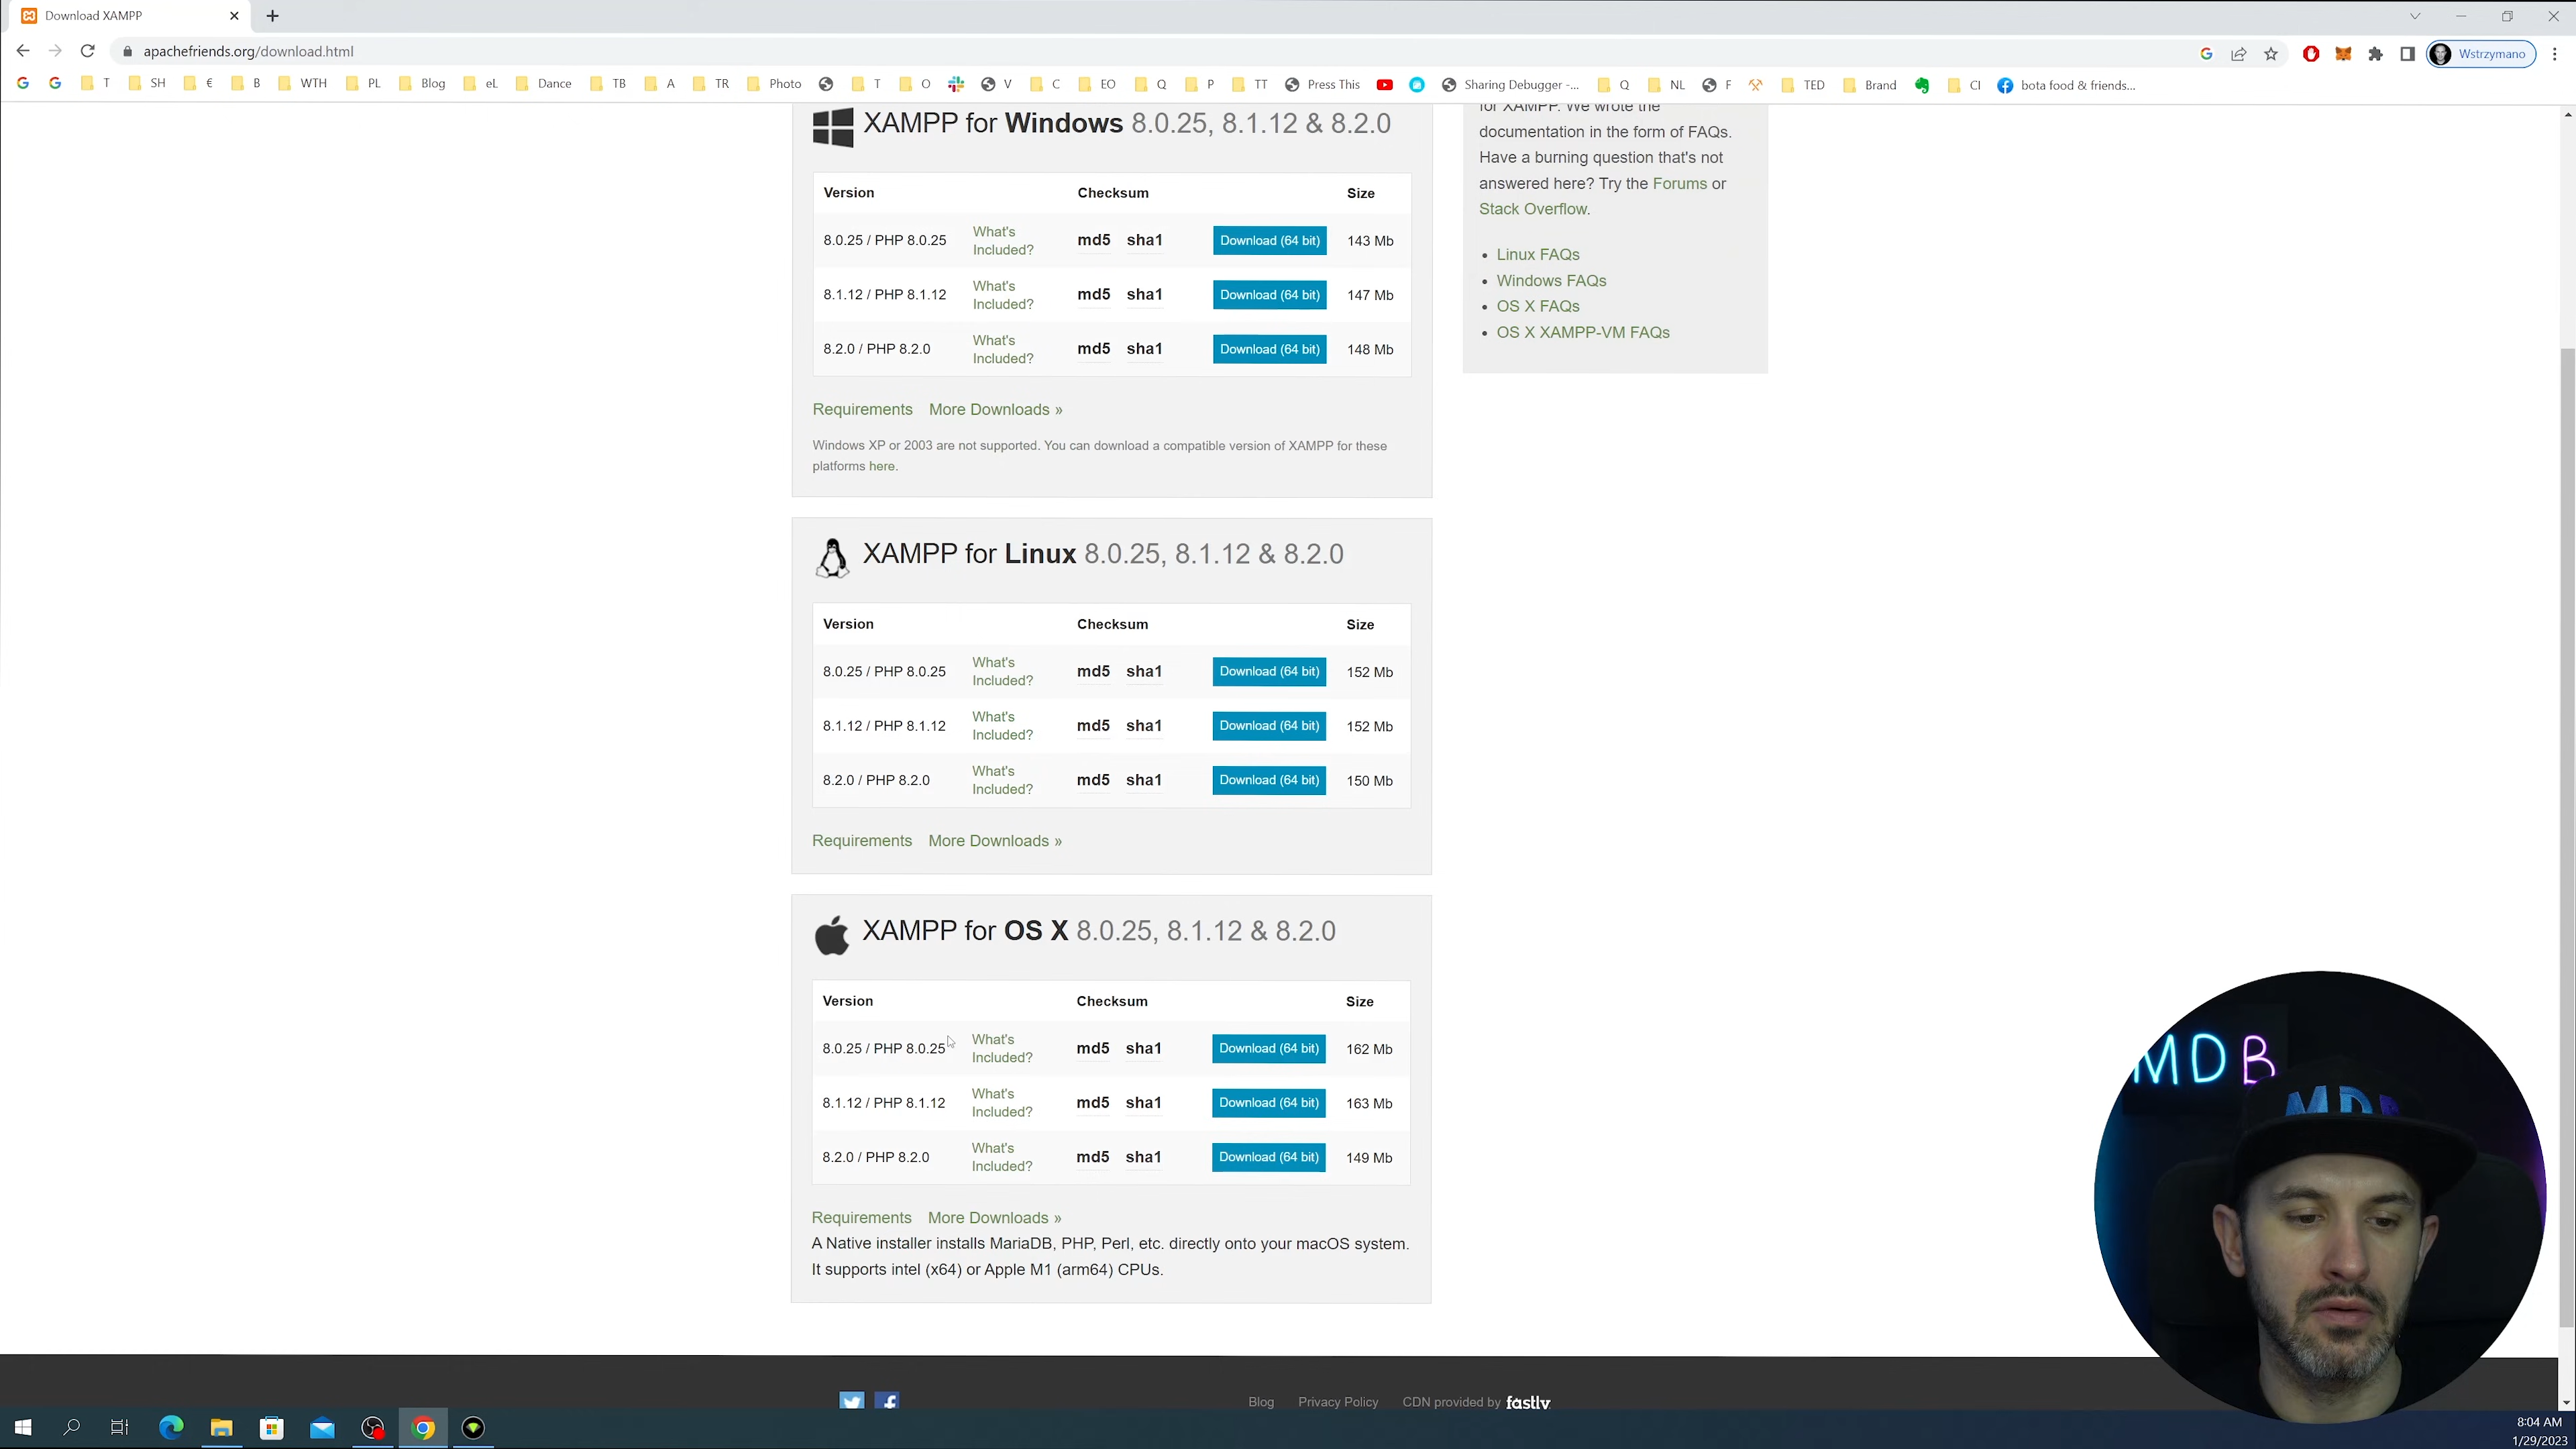 Download XAMPP
apachefriends.org/download.html
Wstrzymano
T SH € B WTH PL Blog eL Dance TB A TR Photo T O V C EO Q P TT Press This Sharing Debugger -... Q NL F TED Brand CI bota food & friends...
XAMPP for Windows 8.0.25, 8.1.12 & 8.2.0
Version Checksum Size
8.0.25 / PHP 8.0.25 What's Included? md5 sha1 Download (64 bit) 143 Mb
8.1.12 / PHP 8.1.12 What's Included? md5 sha1 Download (64 bit) 147 Mb
8.2.0 / PHP 8.2.0 What's Included? md5 sha1 Download (64 bit) 148 Mb
Requirements More Downloads »
Windows XP or 2003 are not supported. You can download a compatible version of XAMPP for these
platforms here.
for XAMPP. We wrote the
documentation in the form of FAQs.
Have a burning question that's not
answered here? Try the Forums or
Stack Overflow.
• Linux FAQs
• Windows FAQs
• OS X FAQs
• OS X XAMPP-VM FAQs
XAMPP for Linux 8.0.25, 8.1.12 & 8.2.0
Version Checksum Size
8.0.25 / PHP 8.0.25 What's Included? md5 sha1 Download (64 bit) 152 Mb
8.1.12 / PHP 8.1.12 What's Included? md5 sha1 Download (64 bit) 152 Mb
8.2.0 / PHP 8.2.0 What's Included? md5 sha1 Download (64 bit) 150 Mb
Requirements More Downloads »
XAMPP for OS X 8.0.25, 8.1.12 & 8.2.0
Version Checksum Size
8.0.25 / PHP 8.0.25 What's Included? md5 sha1 Download (64 bit) 162 Mb
8.1.12 / PHP 8.1.12 What's Included? md5 sha1 Download (64 bit) 163 Mb
8.2.0 / PHP 8.2.0 What's Included? md5 sha1 Download (64 bit) 149 Mb
Requirements More Downloads »
A Native installer installs MariaDB, PHP, Perl, etc. directly onto your macOS system.
It supports intel (x64) or Apple M1 (arm64) CPUs.
MDB
MDB
Blog Privacy Policy CDN provided by fastly
8:04 AM
1/29/2023